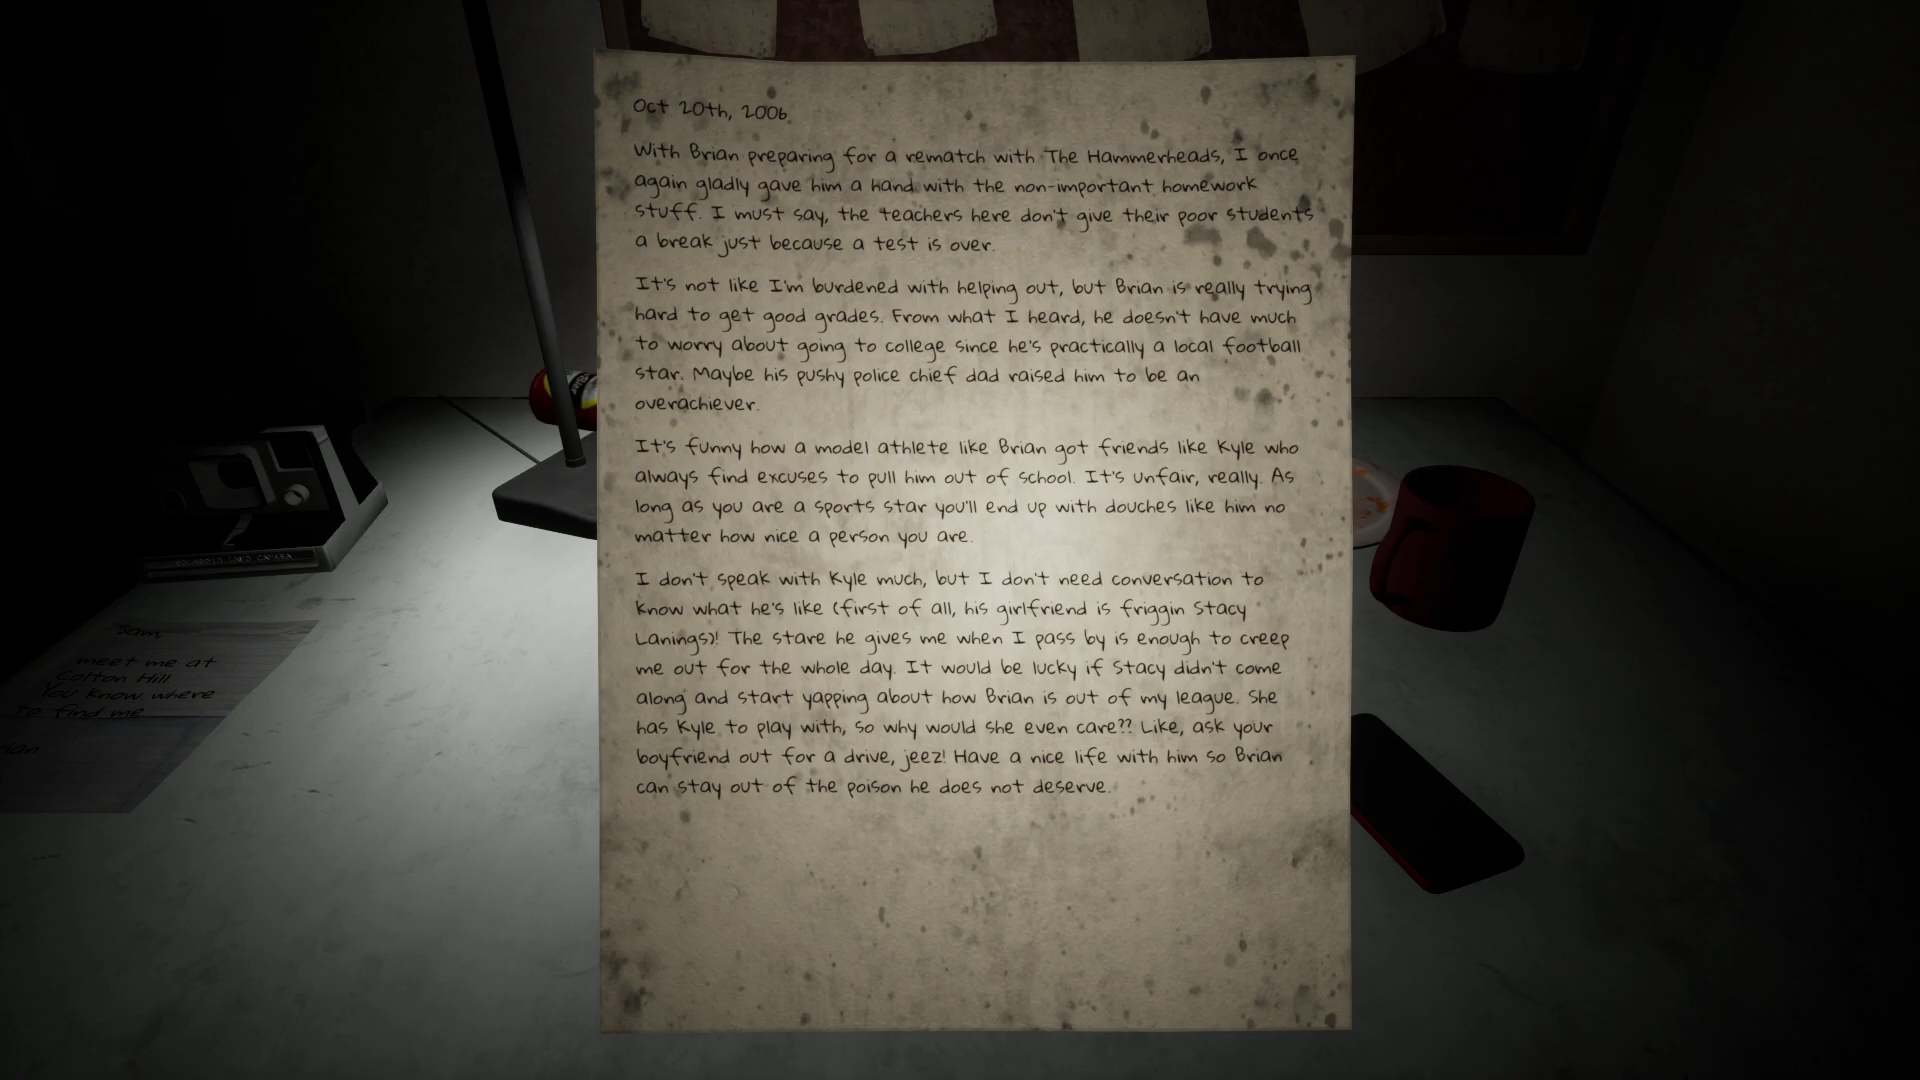 Oct 20th, 2006
With Brian preparing for a rematch with The Hammerheads, I once
again gladly gave him a hand with the non-important homework
stuff. I must say, the teachers here don't give their poor students
a break just because a test is over.
It's not like I'm burdened with helping out, but Brian is really trying
hard to get good grades. From what I heard, he doesn't have much
to worry about going to college since he's practically a local football
star. Maybe his pushy police chief dad raised him to be an
overachiever.
It's funny how a model athlete like Brian got friends like Kyle who
always find excuses to pull him out of school. It's unfair, really. As
long as you are a sports star you'll end up with douches like him no
matter how nice a person you are.
I don't speak with Kyle much, but I don't need conversation to
know what he's like (first of all, his girlfriend is friggin Stacy
Lanings)! The stare he gives me when I pass by is enough to creep
me out for the whole day. It would be lucky if Stacy didn't come
along and start yapping about how Brian is out of my league. She
has Kyle to play with, so why would she even care?? Like, ask your
boyfriend out for a drive, jeez! Have a nice life with him so Brian
can stay out of the poison he does not deserve.
POLAROID LAND CAMERA
Sam,
meet me at
Colton Hill.
You know where
to find me.